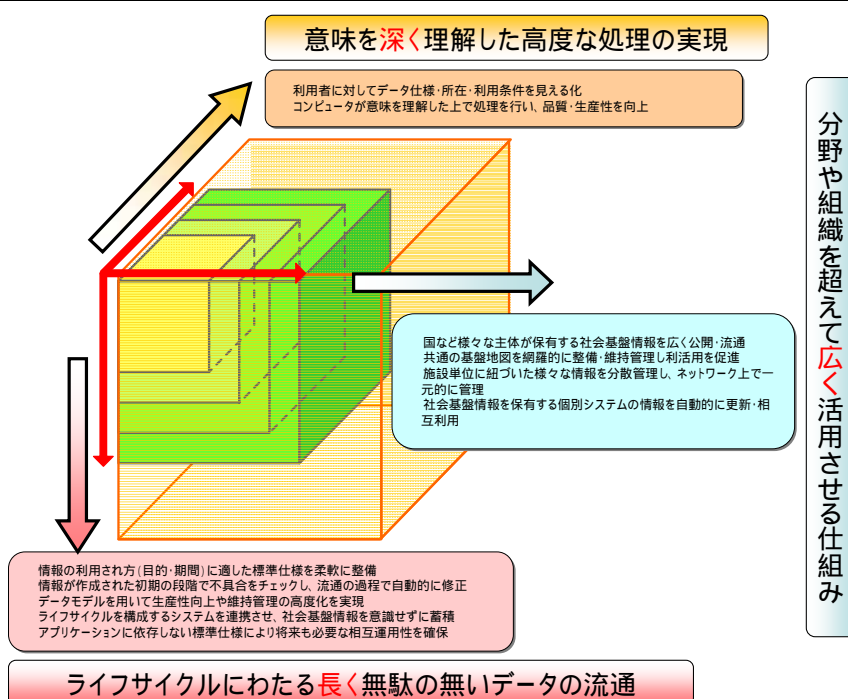 意味を深く理解した高度な処理の実現
利用者に対してデータ仕様・所在・利用条件を見える化
コンピュータが意味を理解した上で処理を行い、品質・生産性を向上
分野や組織を超えて広く活用させる仕組み
国など様々な主体が保有する社会基盤情報を広く公開・流通
共通の基盤地図を網羅的に整備・維持管理し利活用を促進
施設単位に紐づいた様々な情報を分散管理し、ネットワーク上で一
元的に管理
社会基盤情報を保有する個別システムの情報を自動的に更新・相
互利用
情報の利用され方(目的・期間)に適した標準仕様を柔軟に整備
情報が作成された初期の段階で不具合をチェックし、流通の過程で自動的に修正
データモデルを用いて生産性向上や維持管理の高度化を実現
ライフサイクルを構成するシステムを連携させ、社会基盤情報を意識せずに蓄積
アプリケーションに依存しない標準仕様により将来も必要な相互運用性を確保
ライフサイクルにわたる長く無駄の無いデータの流通